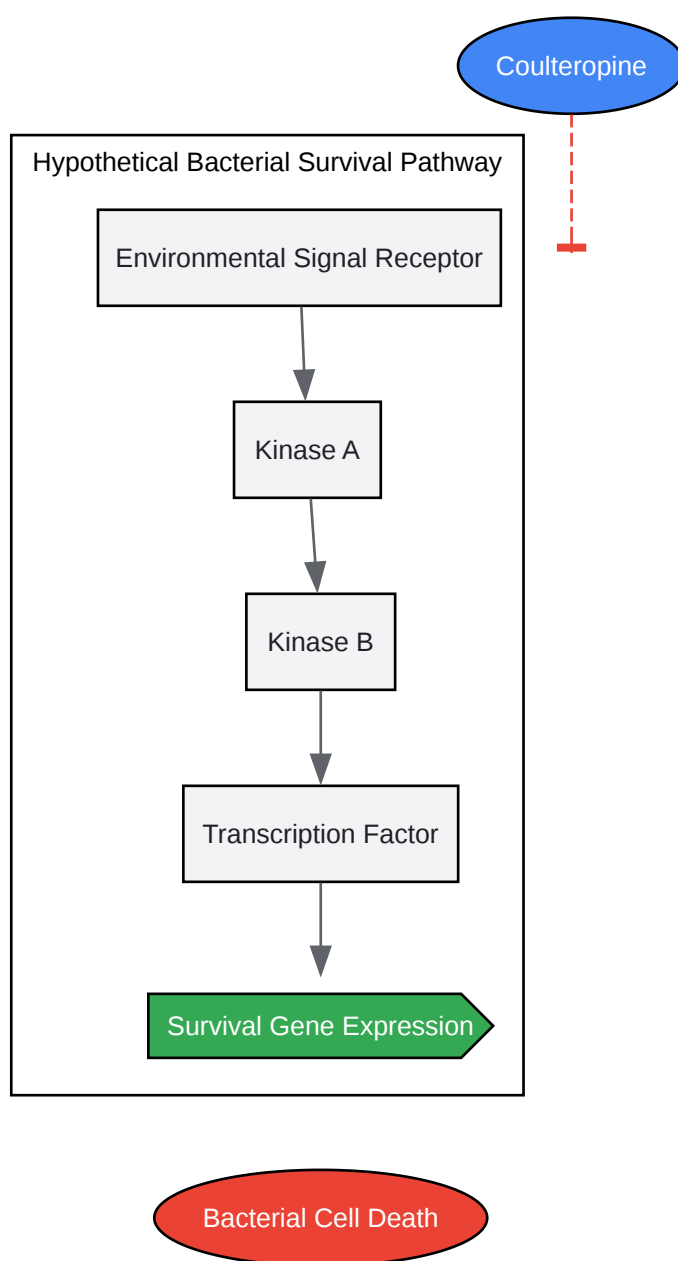 Coulteropine
Hypothetical Bacterial Survival Pathway
Environmental Signal Receptor
Kinase A
Kinase B
Transcription Factor
Survival Gene Expression
Bacterial Cell Death